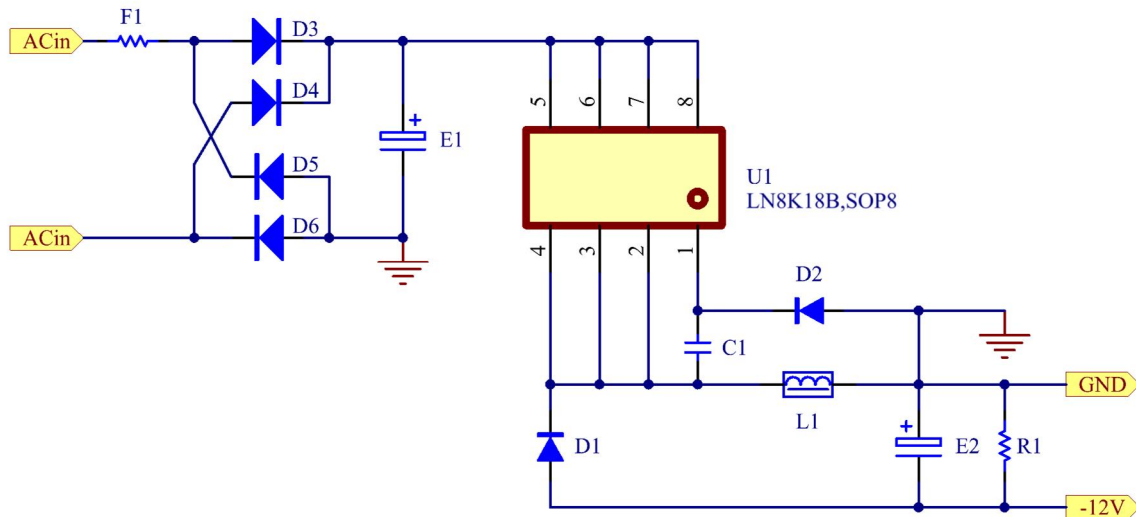 F1
ACin
D3
D4
E1
D5
D6
ACin
5
6
7
8
U1
LN8K18B,SOP8
4
3
2
1
D2
C1
L1
GND
D1
E2
R1
-12V
+
+